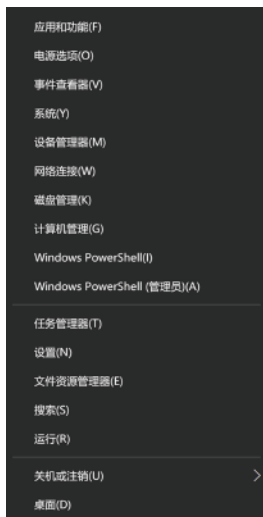 应用和功能(F)
电源选项(O)
事件查看器(V)
系统(Y)
设备管理器(M)
网络连接(W)
磁盘管理(K)
计算机管理(G)
Windows PowerShell(I)
Windows PowerShell (管理员)(A)
任务管理器(T)
设置(N)
文件资源管理器(E)
搜索(S)
运行(R)
关机或注销(U)
桌面(D)